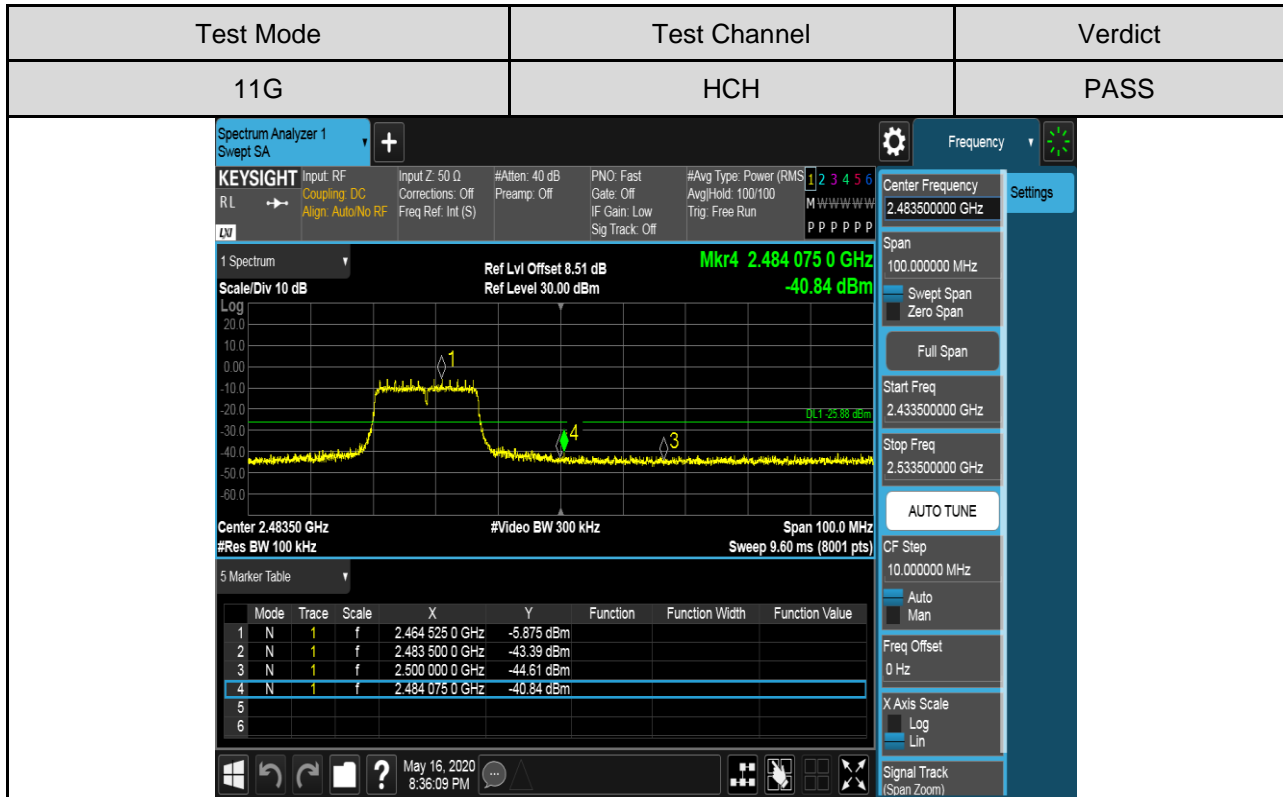 Test Mode Test Channel Verdict
11G HCH PASS
Spectrum Analyzer 1
Swept SA
+
Frequency
KEYSIGHT Input: RF Input Z: 50 Ω #Atten: 40 dB PNO: Fast #Avg Type: Power (RMS 1 2 3 4 5 6
RL Coupling: DC Corrections: Off Preamp: Off Gate: Off Avg|Hold: 100/100 M W W W W W
Align: Auto/No RF Freq Ref: Int (S) IF Gain: Low Trig: Free Run
LXI Sig Track: Off P P P P P P
Center Frequency
2.483500000 GHz
Settings
1 Spectrum
Ref Lvl Offset 8.51 dB
Mkr4 2.484 075 0 GHz
Scale/Div 10 dB Ref Level 30.00 dBm -40.84 dBm
Log
20.0
10.0
0.00
-10.0
-20.0
-30.0
-40.0
-50.0
-60.0
1
4
3
DL1 -25.88 dBm
Center 2.48350 GHz #Video BW 300 kHz Span 100.0 MHz
#Res BW 100 kHz Sweep 9.60 ms (8001 pts)
Span
100.000000 MHz
Swept Span
Zero Span
Full Span
Start Freq
2.433500000 GHz
Stop Freq
2.533500000 GHz
AUTO TUNE
CF Step
10.000000 MHz
Auto
Man
Freq Offset
0 Hz
X Axis Scale
Log
Lin
Signal Track
(Span Zoom)
5 Marker Table
Mode Trace Scale X Y Function Function Width Function Value
1 N 1 f 2.464 525 0 GHz -5.875 dBm
2 N 1 f 2.483 500 0 GHz -43.39 dBm
3 N 1 f 2.500 000 0 GHz -44.61 dBm
4 N 1 f 2.484 075 0 GHz -40.84 dBm
5
6
? May 16, 2020
8:36:09 PM